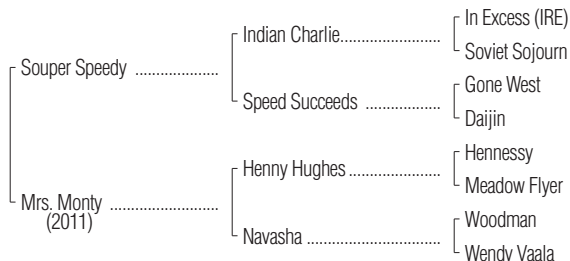 In Excess (IRE)
Indian Charlie
Soviet Sojourn
Souper Speedy
Gone West
Speed Succeeds
Daijin
Hennessy
Henny Hughes
Meadow Flyer
Mrs. Monty
(2011)
Woodman
Navasha
Wendy Vaala